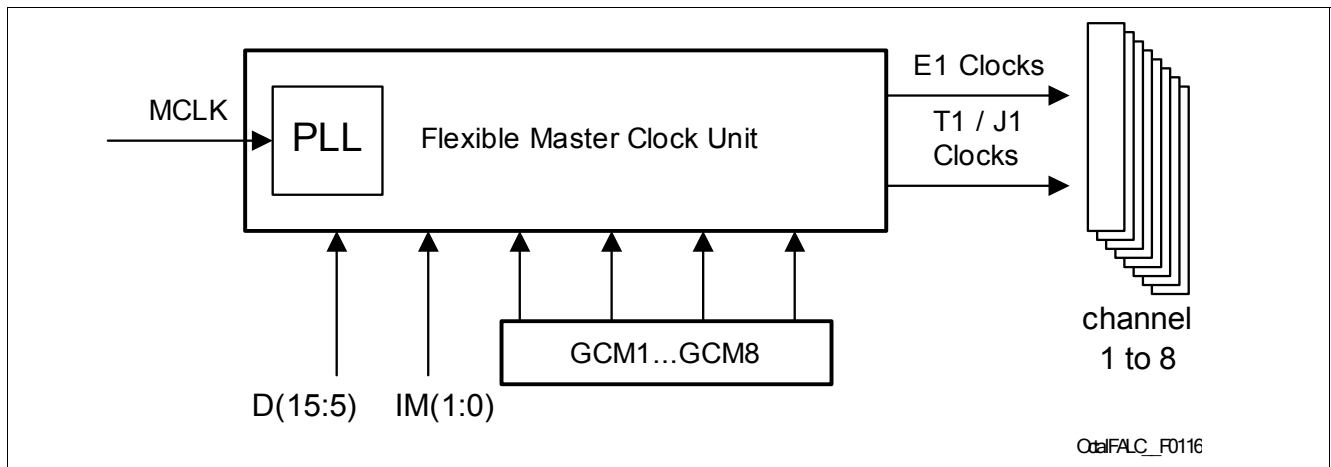 E1 Clocks
MCLK
PLL
Flexible Master Clock Unit
T1 / J1
Clocks
channel
1 to 8
GCM1...GCM8
D(15:5)
IM(1:0)
OctalFALC__F0116